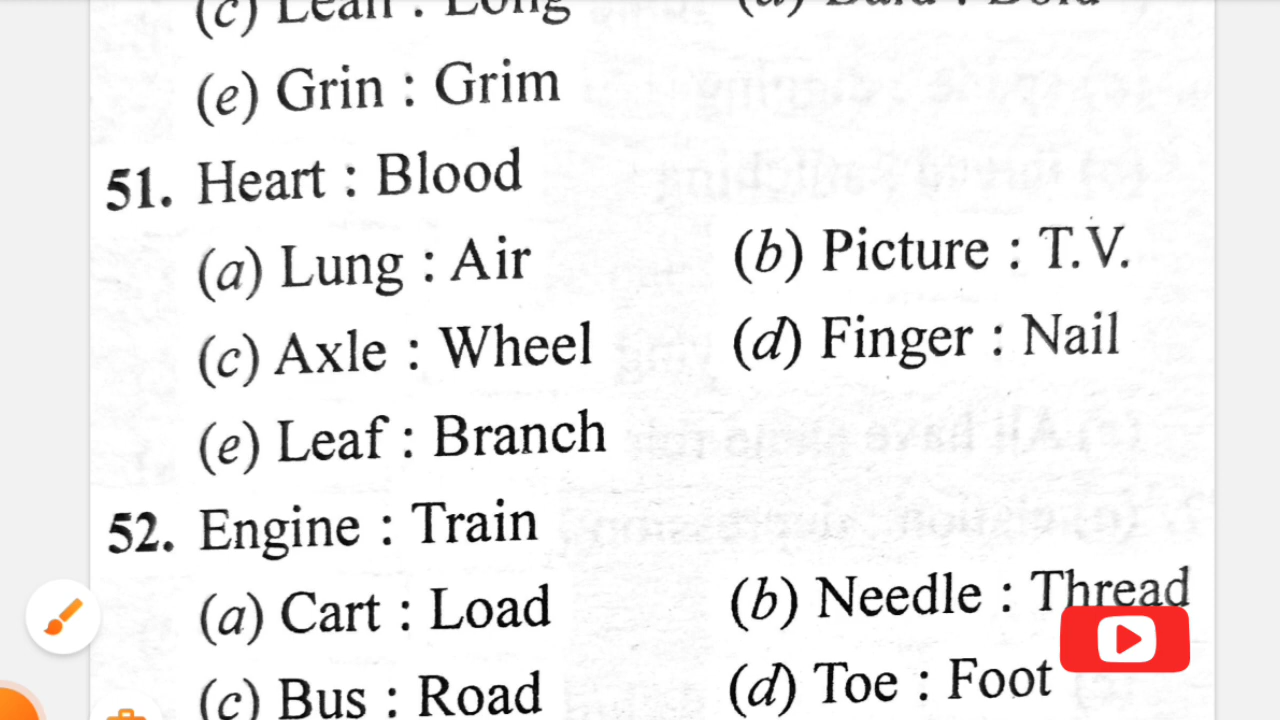 (e) Grin : Grim
51. Heart : Blood
(a) Lung : Air (b) Picture : T.V.
(c) Axle : Wheel (d) Finger : Nail
(e) Leaf : Branch
52. Engine : Train
(a) Cart : Load (b) Needle : Thread
(c) Bus : Road (d) Toe : Foot